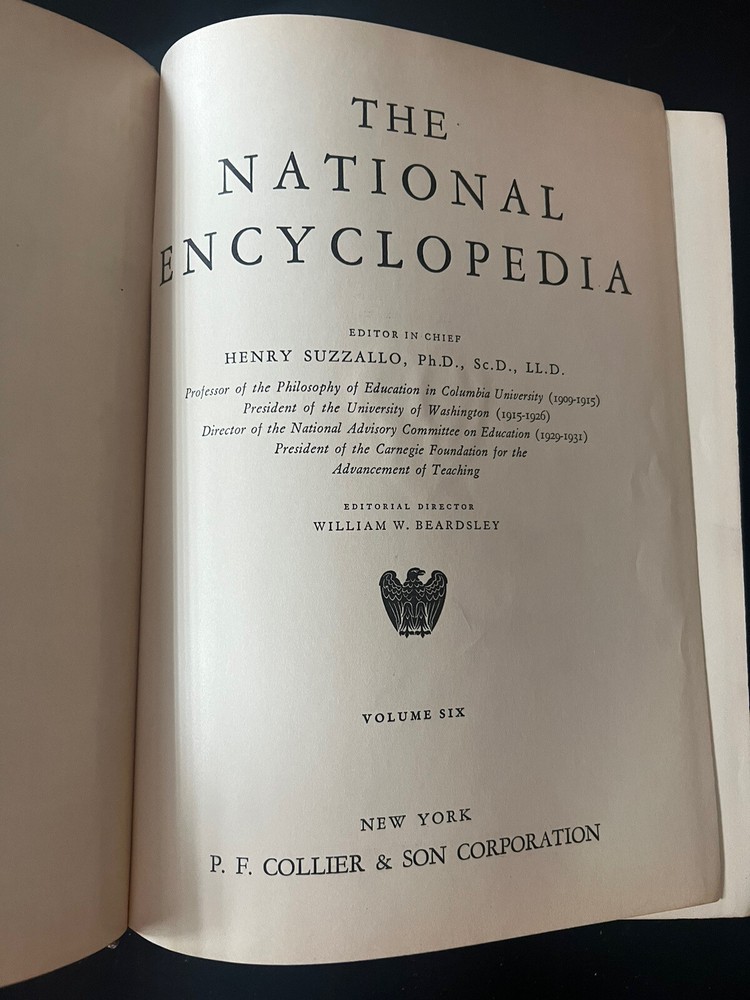 THE
NATIONAL
ENCYCLOPEDIA
EDITOR IN CHIEF
HENRY SUZZALLO, Ph.D., Sc.D., LL.D.
Professor of the Philosophy of Education in Columbia University (1909-1915)
President of the University of Washington (1915-1926)
Director of the National Advisory Committee on Education (1929-1931)
President of the Carnegie Foundation for the
Advancement of Teaching
EDITORIAL DIRECTOR
WILLIAM W. BEARDSLEY
VOLUME SIX
NEW YORK
P. F. COLLIER & SON CORPORATION